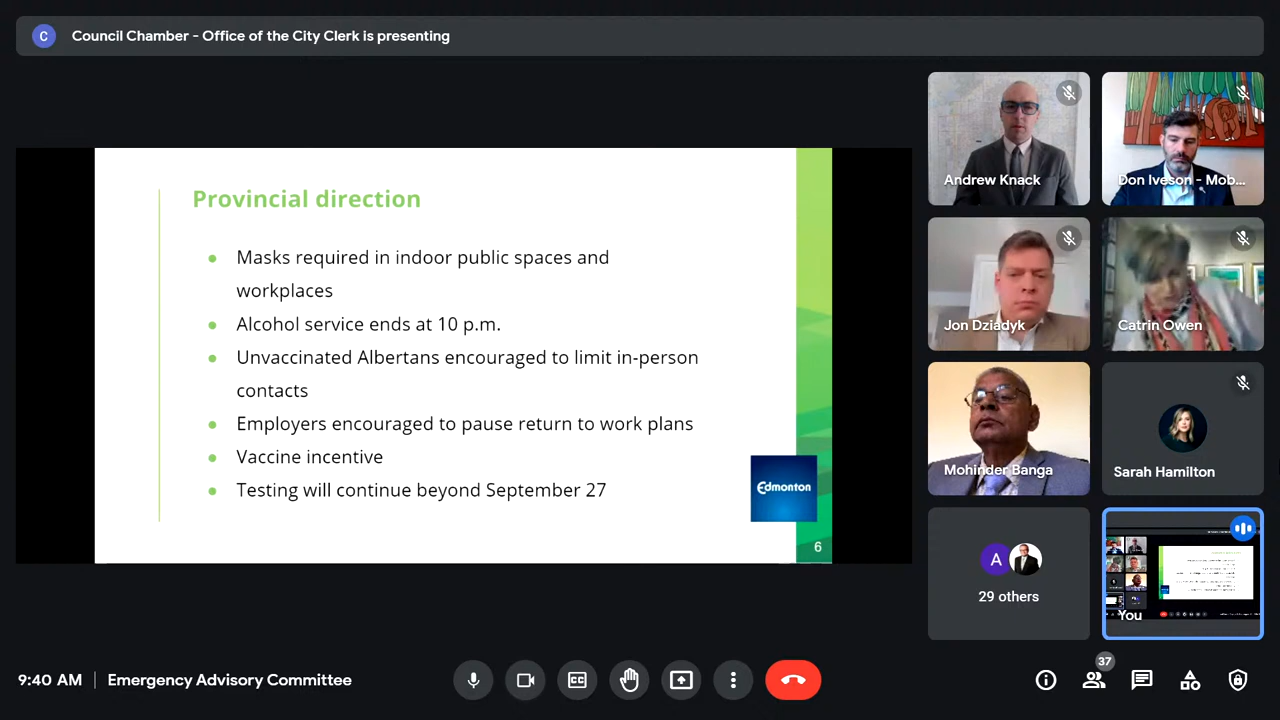 C
Council Chamber - Office of the City Clerk is presenting
Provincial direction
Masks required in indoor public spaces and
workplaces
Alcohol service ends at 10 p.m.
Unvaccinated Albertans encouraged to limit in-person
contacts
Employers encouraged to pause return to work plans
Vaccine incentive
Testing will continue beyond September 27
Edmonton
6
Andrew Knack
Don Iveson - Mob...
Jon Dziadyk
Catrin Owen
Mohinder Banga
Sarah Hamilton
A
29 others
You
9:40 AM
Emergency Advisory Committee
CC
37